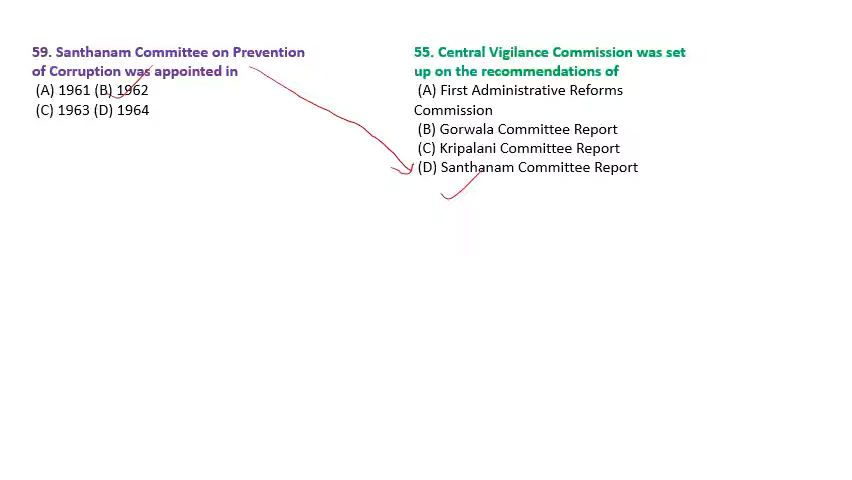 59. Santhanam Committee on Prevention
of Corruption was appointed in
(A) 1961 (B) 1962
(C) 1963 (D) 1964
55. Central Vigilance Commission was set
up on the recommendations of
(A) First Administrative Reforms
Commission
(B) Gorwala Committee Report
(C) Kripalani Committee Report
(D) Santhanam Committee Report